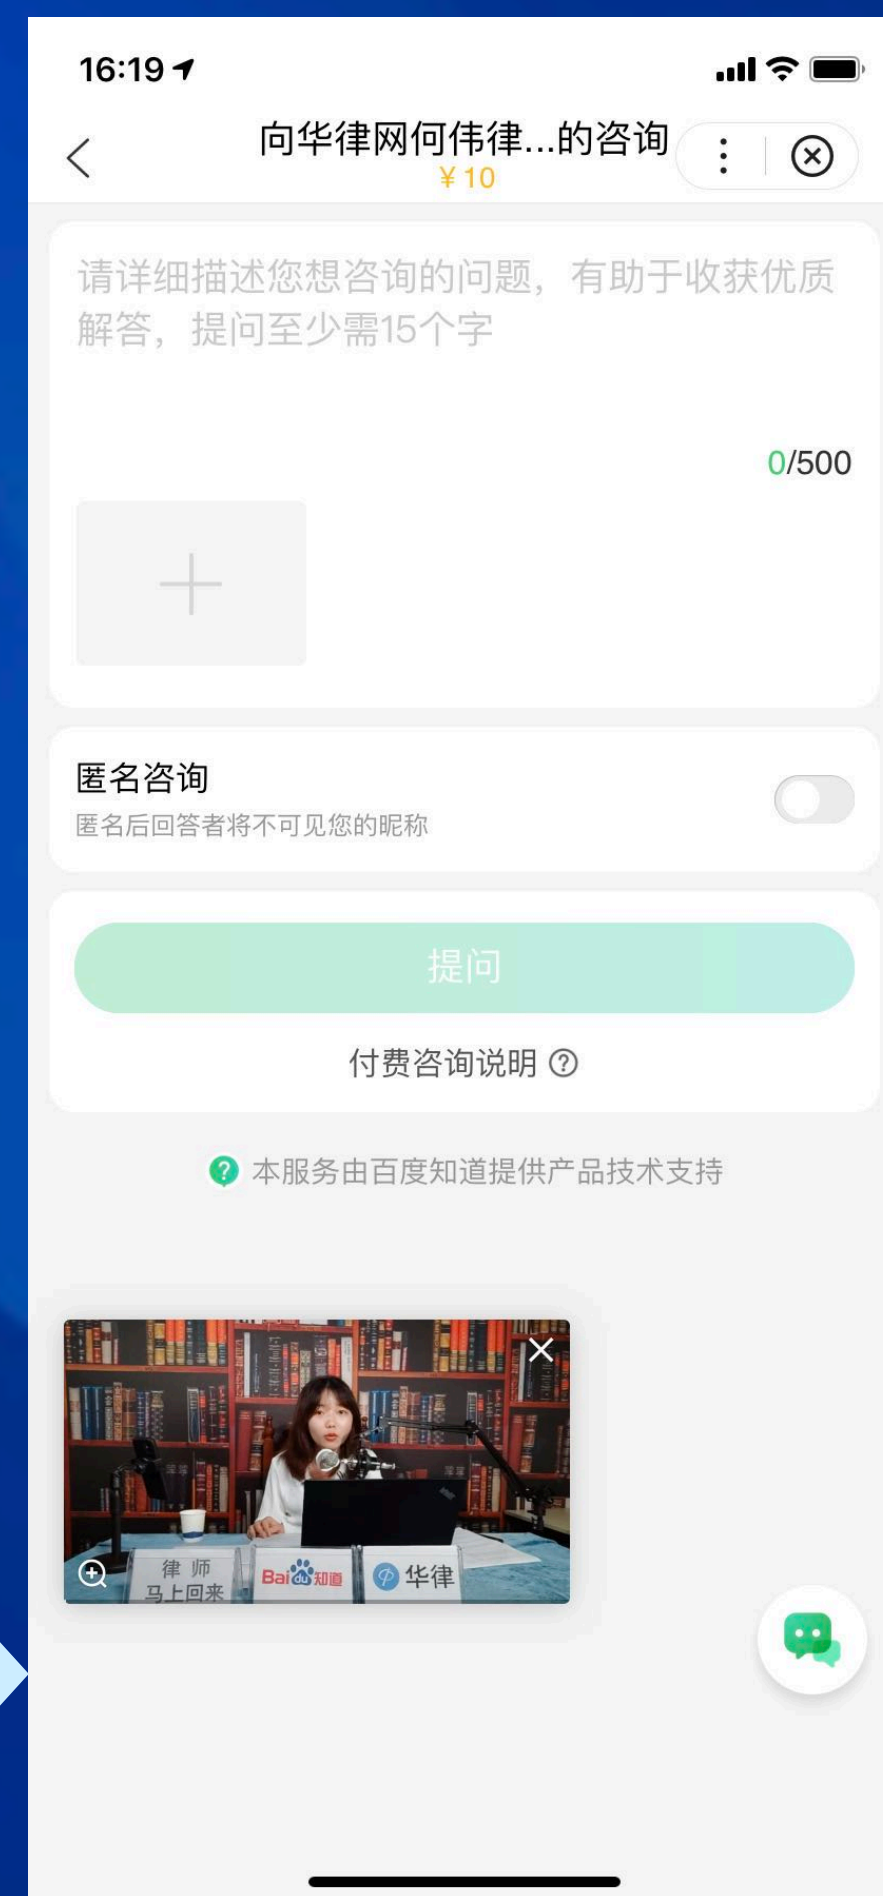 16:19
向华律网何伟律...的咨询
¥10
请详细描述您想咨询的问题，有助于收获优质
解答，提问至少需15个字
0/500
匿名咨询
匿名后回答者将不可见您的昵称
提问
付费咨询说明 ?
本服务由百度知道提供产品技术支持
律师
马上回来
Bai du 知道
华律